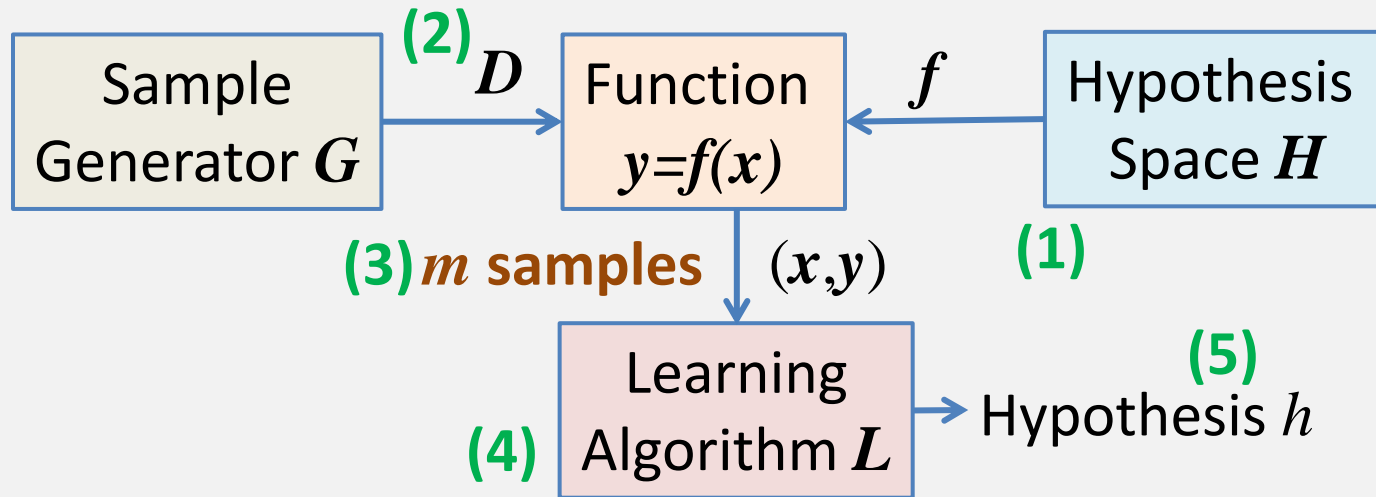 (2)
Sample
Generator G
D
Function
y=f(x)
f
Hypothesis
Space H
(1)
(3) m samples
(x,y)
Learning
Algorithm L
(4)
(5)
Hypothesis h